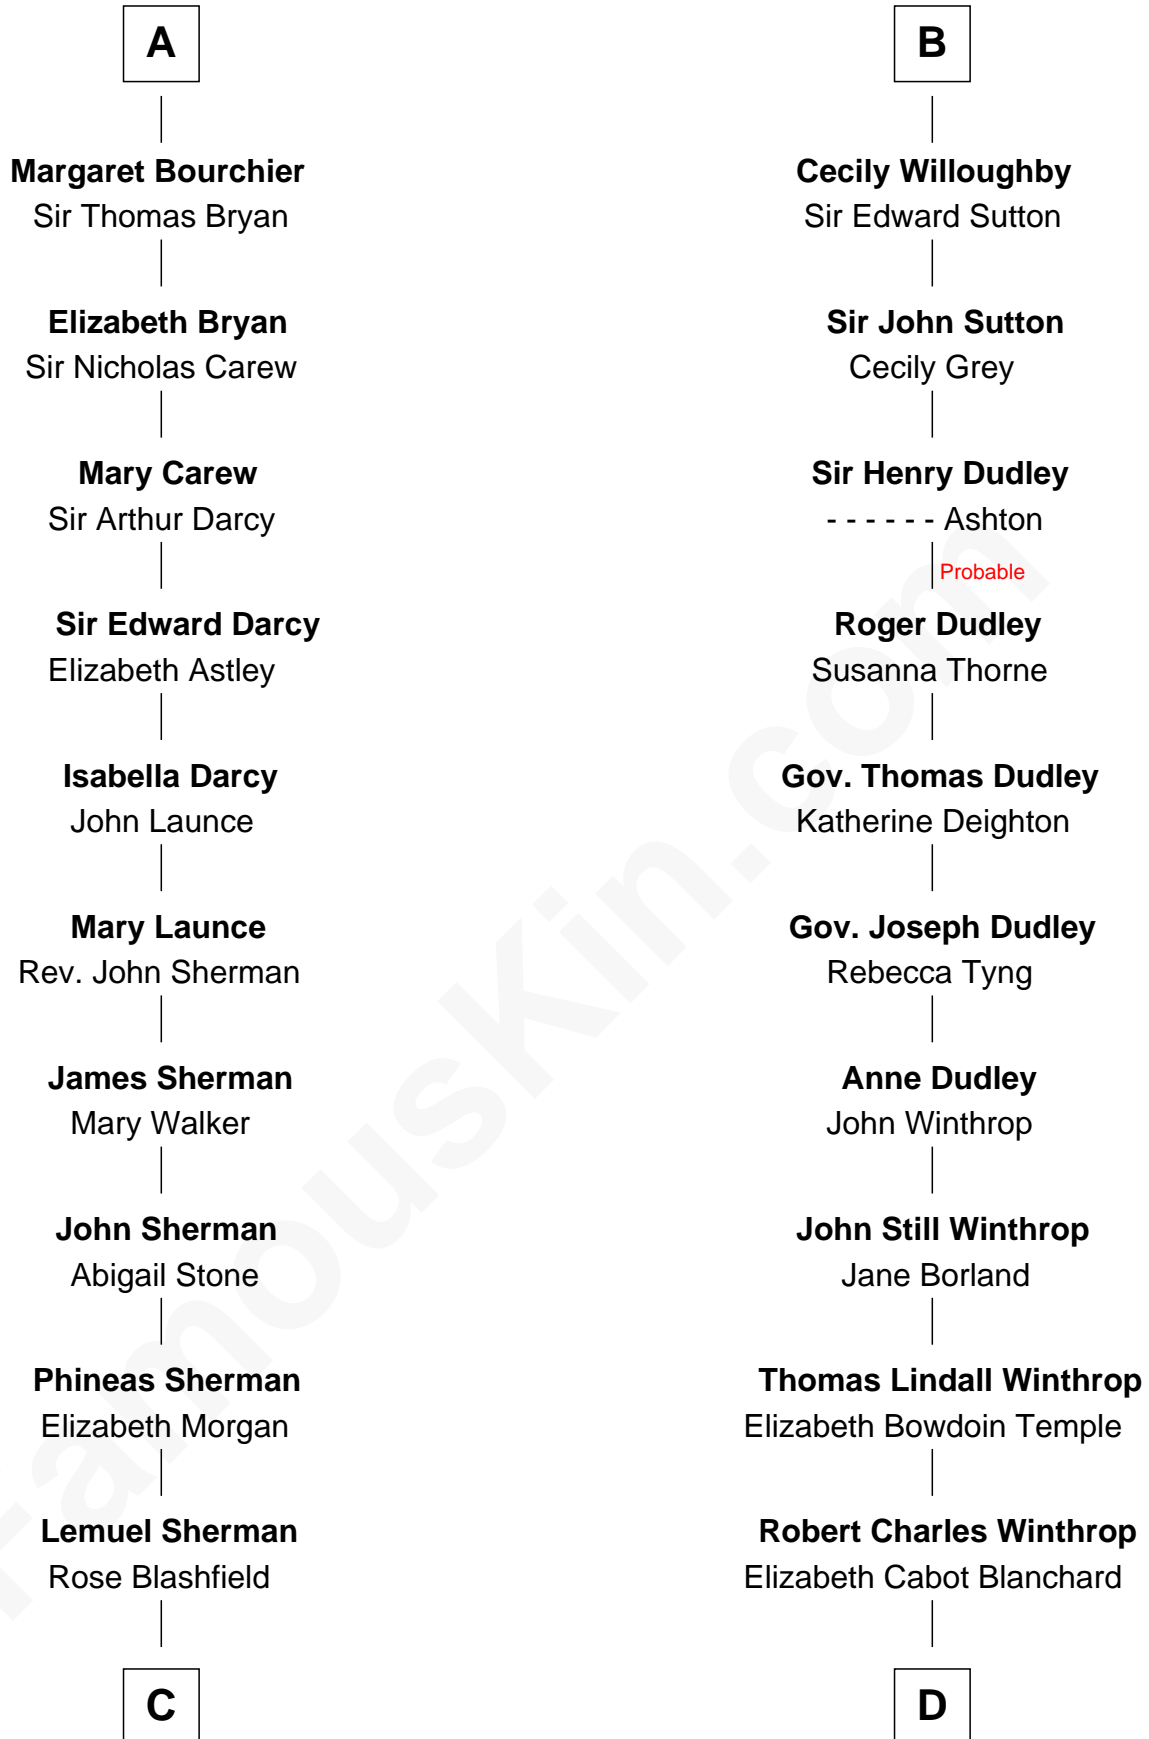 A
Margaret Bourchier
Sir Thomas Bryan
Elizabeth Bryan
Sir Nicholas Carew
Mary Carew
Sir Arthur Darcy
Sir Edward Darcy
Elizabeth Astley
Isabella Darcy
John Launce
Mary Launce
Rev. John Sherman
James Sherman
Mary Walker
John Sherman
Abigail Stone
Phineas Sherman
Elizabeth Morgan
Lemuel Sherman
Rose Blashfield
C
B
Cecily Willoughby
Sir Edward Sutton
Sir John Sutton
Cecily Grey
Sir Henry Dudley
- - - - - - Ashton
Probable
Roger Dudley
Susanna Thorne
Gov. Thomas Dudley
Katherine Deighton
Gov. Joseph Dudley
Rebecca Tyng
Anne Dudley
John Winthrop
John Still Winthrop
Jane Borland
Thomas Lindall Winthrop
Elizabeth Bowdoin Temple
Robert Charles Winthrop
Elizabeth Cabot Blanchard
D
FamousKin.com